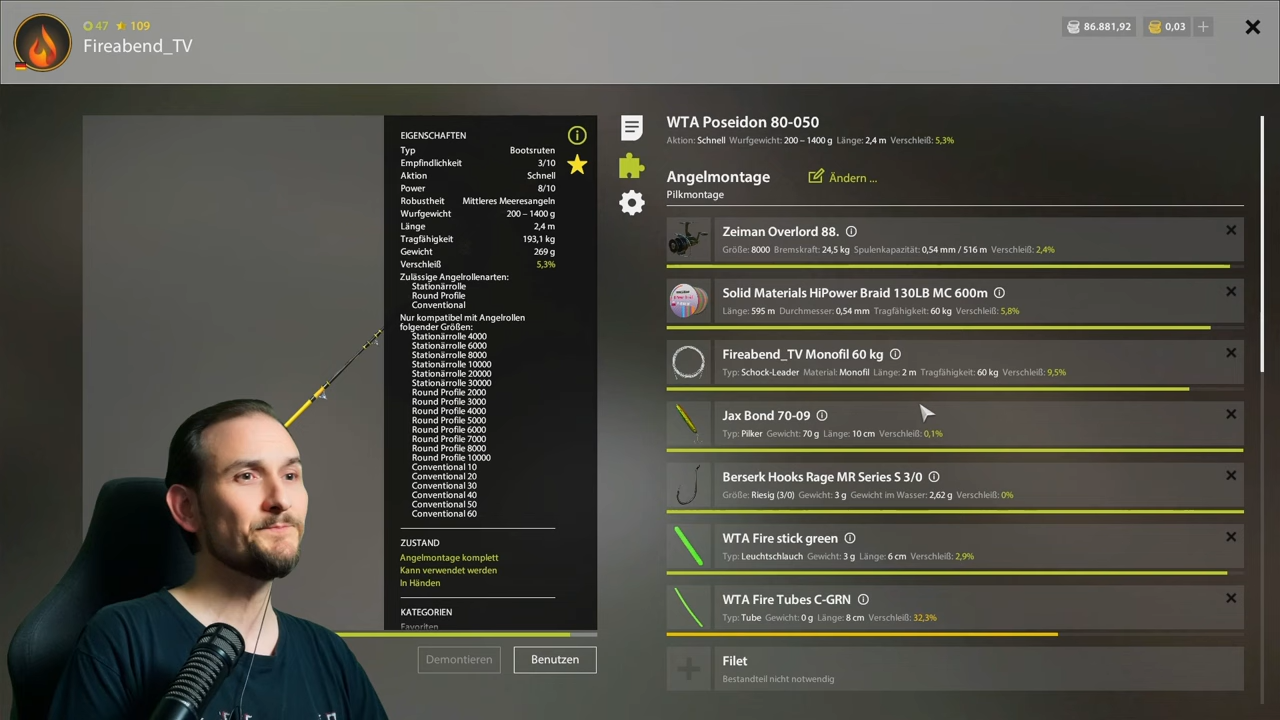 47 109
Fireabend_TV
86.881,92 0,03
EIGENSCHAFTEN
Typ Bootsruten
Empfindlichkeit 3/10
Aktion Schnell
Power 8/10
Robustheit Mittleres Meeresangeln
Wurfgewicht 200 – 1400 g
Länge 2,4 m
Tragfähigkeit 193,1 kg
Gewicht 269 g
Verschleiß 5,3%
Zulässige Angelrollenarten:
Stationärrolle
Round Profile
Conventional
Nur kompatibel mit Angelrollen
folgender Größen:
Stationärrolle 4000
Stationärrolle 6000
Stationärrolle 8000
Stationärrolle 10000
Stationärrolle 20000
Stationärrolle 30000
Round Profile 2000
Round Profile 3000
Round Profile 4000
Round Profile 5000
Round Profile 6000
Round Profile 7000
Round Profile 8000
Round Profile 10000
Conventional 10
Conventional 20
Conventional 30
Conventional 40
Conventional 50
Conventional 60
ZUSTAND
Angelmontage komplett
Kann verwendet werden
In Händen
KATEGORIEN
Favoriten
Demontieren Benutzen
WTA Poseidon 80-050
Aktion: Schnell Wurfgewicht: 200 – 1400 g Länge: 2,4 m Verschleiß: 5,3%
Angelmontage Ändern ...
Pilkmontage
Zeiman Overlord 88.
Größe: 8000 Bremskraft: 24,5 kg Spulenkapazität: 0,54 mm / 516 m Verschleiß: 2,4%
Solid Materials HiPower Braid 130LB MC 600m
Länge: 595 m Durchmesser: 0,54 mm Tragfähigkeit: 60 kg Verschleiß: 5,8%
Fireabend_TV Monofil 60 kg
Typ: Schock-Leader Material: Monofil Länge: 2 m Tragfähigkeit: 60 kg Verschleiß: 9,5%
Jax Bond 70-09
Typ: Pilker Gewicht: 70 g Länge: 10 cm Verschleiß: 0,1%
Berserk Hooks Rage MR Series S 3/0
Größe: Riesig (3/0) Gewicht: 3 g Gewicht im Wasser: 2,62 g Verschleiß: 0%
WTA Fire stick green
Typ: Leuchtschlauch Gewicht: 3 g Länge: 6 cm Verschleiß: 2,9%
WTA Fire Tubes C-GRN
Typ: Tube Gewicht: 0 g Länge: 8 cm Verschleiß: 32,3%
Filet
Bestandteil nicht notwendig